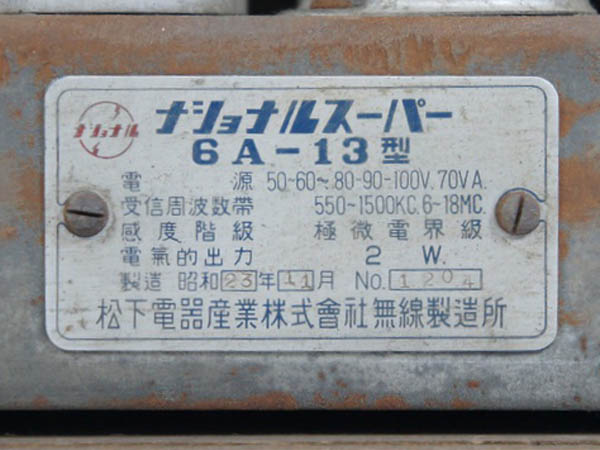 ナショナル
ナショナルスーパー
6A-13型
電源 50-60~.80-90-100V.70VA.
受信周波数帶 550~1500KC.6-18MC.
感度階級 極微電界級
電氣的出力 2 W.
製造 昭和23年11月 No.1204
松下電器産業株式會社無線製造所